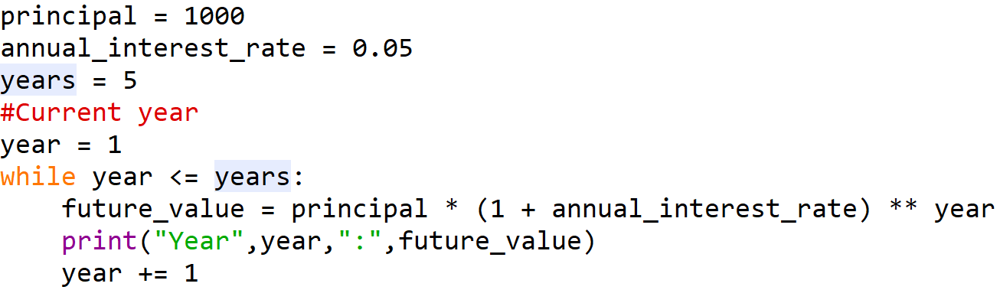 principal = 1000
annual_interest_rate = 0.05
years = 5
#Current year
year = 1
while year <= years:
    future_value = principal * (1 + annual_interest_rate) ** year
    print("Year",year,":",future_value)
    year += 1